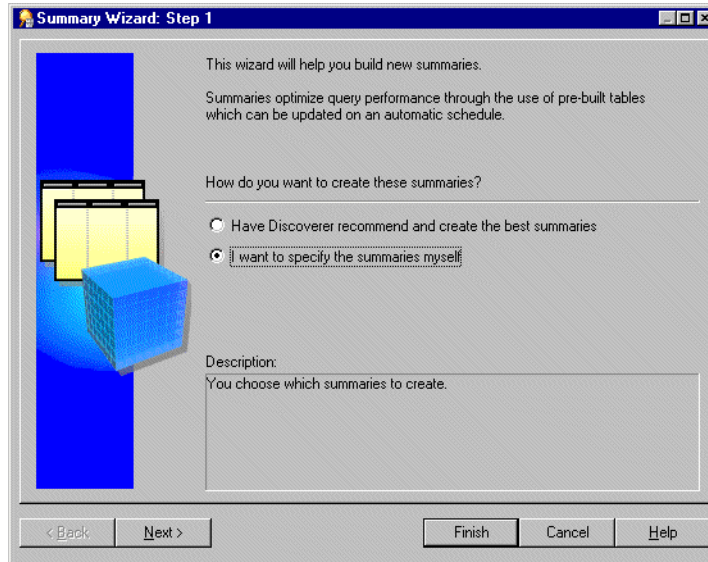 Summary Wizard: Step 1
This wizard will help you build new summaries.
Summaries optimize query performance through the use of pre-built tables
which can be updated on an automatic schedule.
How do you want to create these summaries?
Have Discoverer recommend and create the best summaries
I want to specify the summaries myself
Description:
You choose which summaries to create.
< Back
Next >
Finish
Cancel
Help